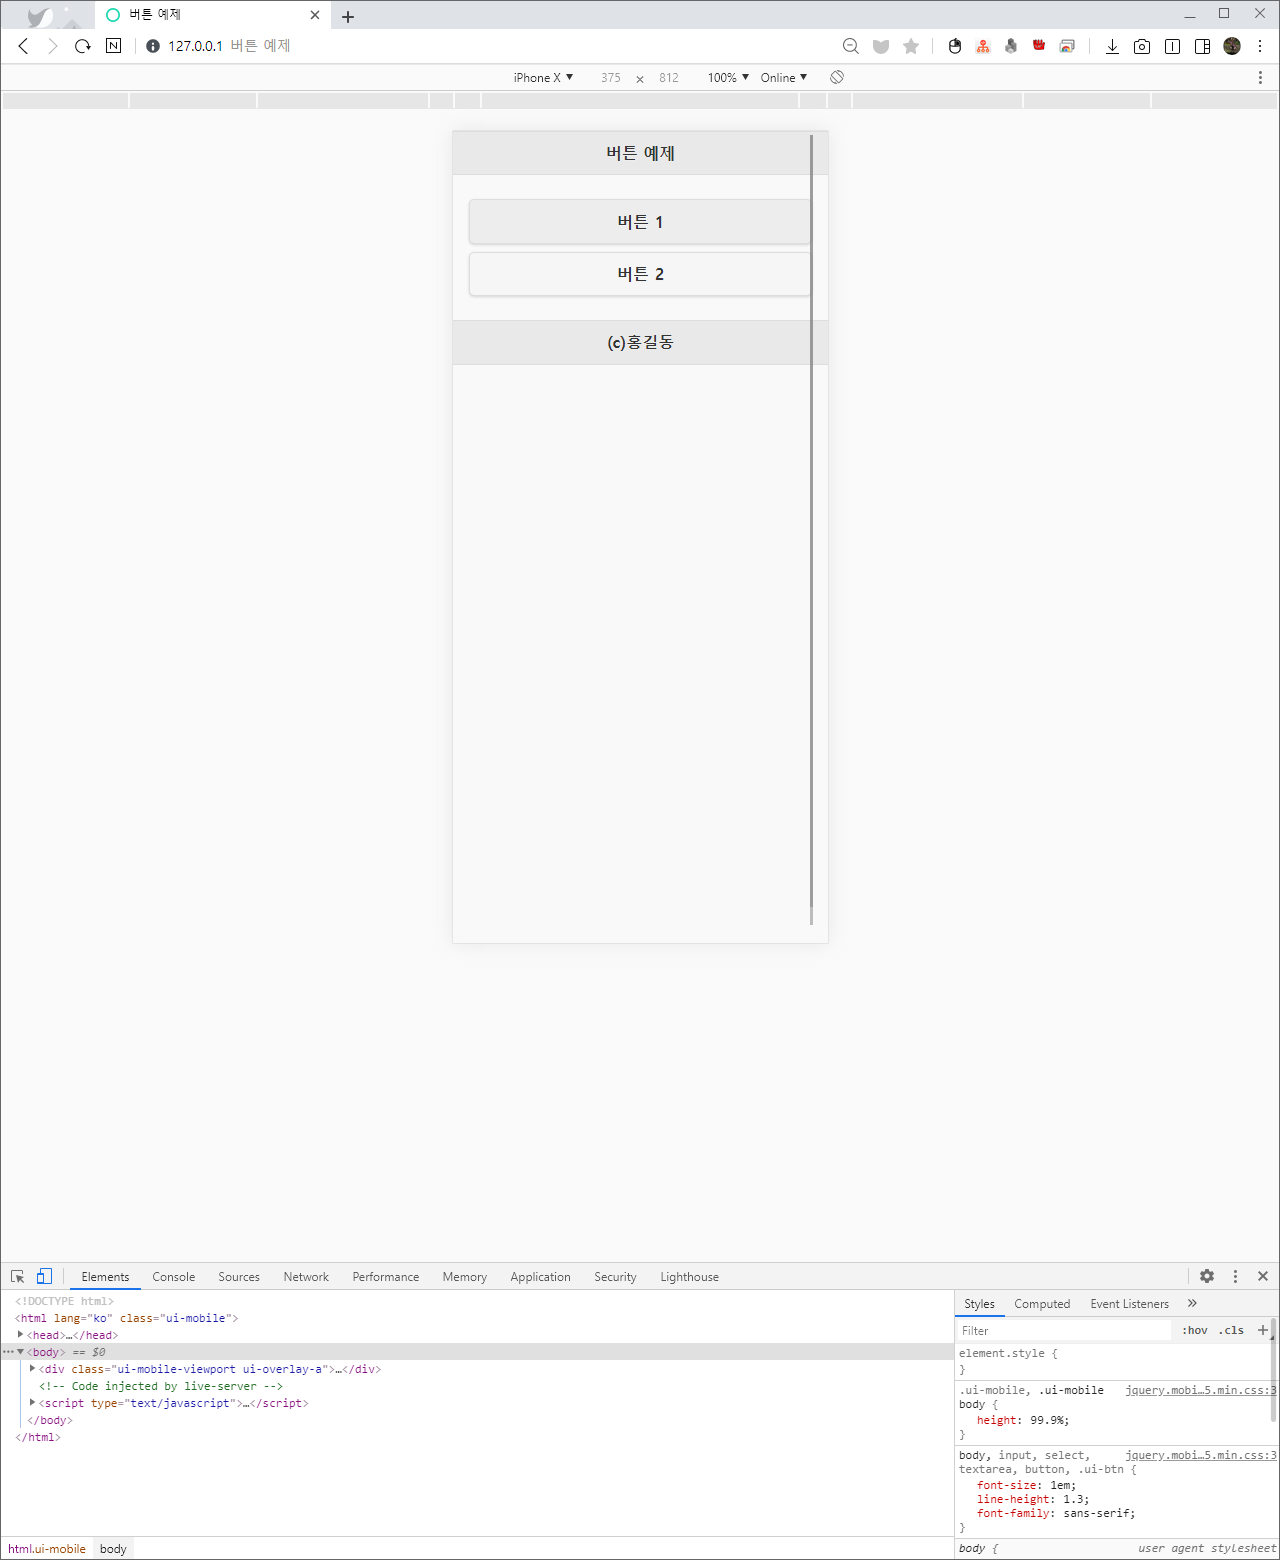 버튼 예제
127.0.0.1 버튼 예제
iPhone X ▼ 375 × 812 100% ▼ Online ▼
버튼 예제
버튼 1
버튼 2
(c)홍길동
Elements Console Sources Network Performance Memory Application Security Lighthouse
<!DOCTYPE html>
<html lang="ko" class="ui-mobile">
<head>…</head>
<body> == $0
<div class="ui-mobile-viewport ui-overlay-a">…</div>
<!-- Code injected by live-server -->
<script type="text/javascript">…</script>
</body>
</html>
html.ui-mobile body
Styles Computed Event Listeners »
Filter :hov .cls +
element.style {
}
.ui-mobile, .ui-mobile jquery.mobi…5.min.css:3
body {
height: 99.9%;
}
body, input, select, jquery.mobi…5.min.css:3
textarea, button, .ui-btn {
font-size: 1em;
line-height: 1.3;
font-family: sans-serif;
}
body { user agent stylesheet